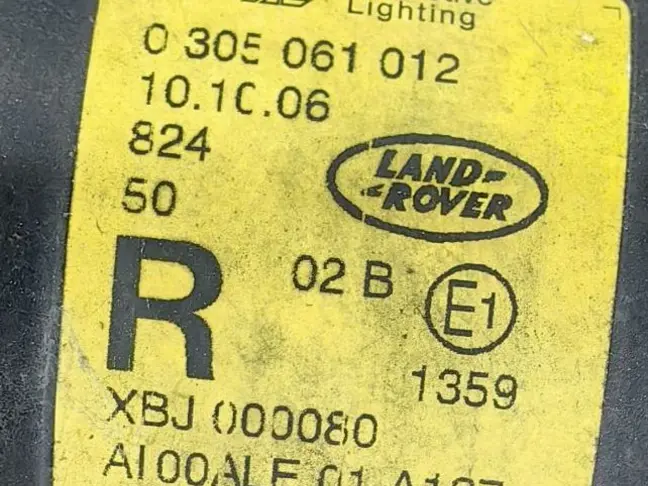 Lighting
0 305 061 012
10.10.06
824
50
LAND-
-ROVER
R
02 B
E1
1359
XBJ 000080